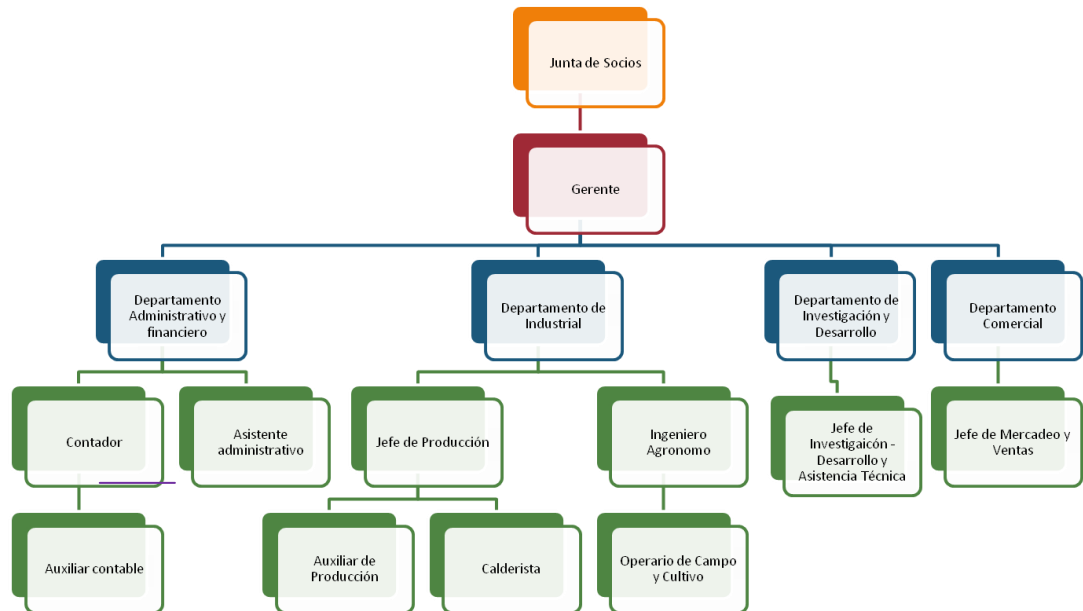 Junta de Socios
Gerente
Departamento
Administrativo y
financiero
Departamento de
Industrial
Departamento de
Investigación y
Desarrollo
Departamento
Comercial
Contador
Asistente
administrativo
Jefe de Producción
Ingeniero
Agronomo
Jefe de
Investigaicón -
Desarrollo y
Asistencia Técnica
Jefe de Mercadeo y
Ventas
Auxiliar contable
Auxiliar de
Producción
Calderista
Operario de Campo
y Cultivo